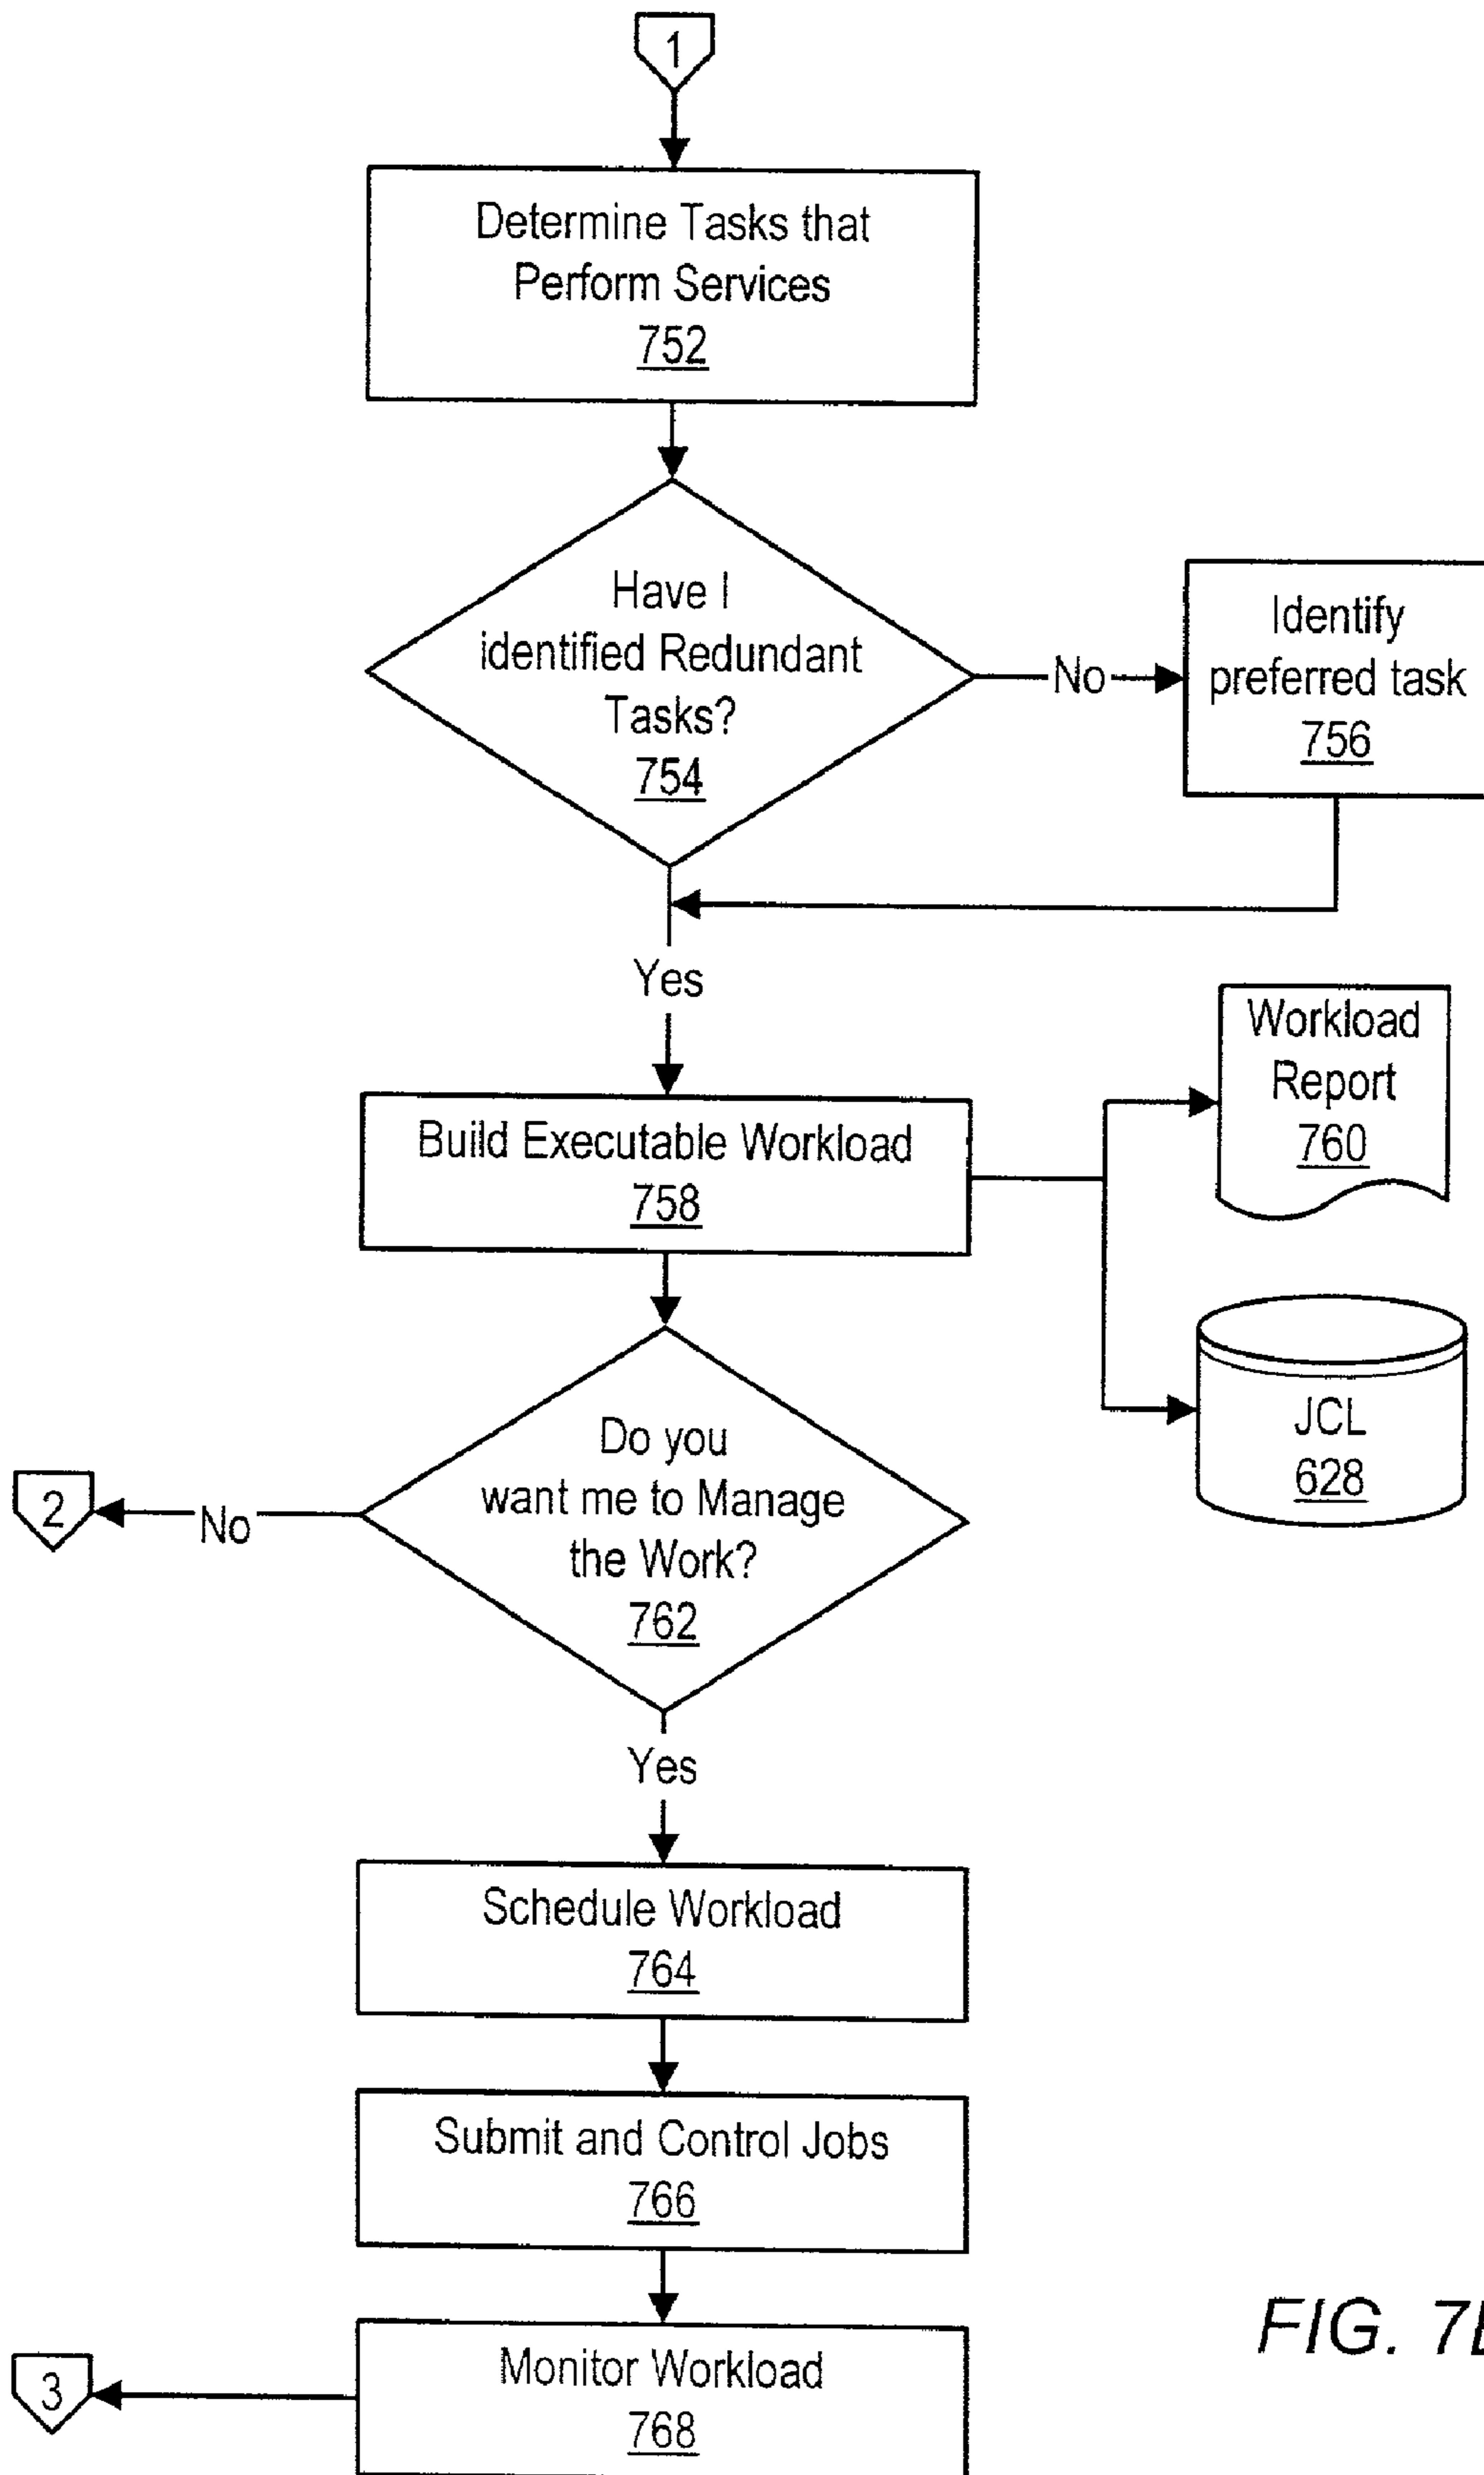 1
Determine Tasks that
Perform Services
752
Have I
identified Redundant
Tasks?
754
No
Identify
preferred task
756
Yes
Build Executable Workload
758
Workload
Report
760
JCL
628
Do you
want me to Manage
the Work?
762
No
2
Yes
Schedule Workload
764
Submit and Control Jobs
766
Monitor Workload
768
3
FIG.